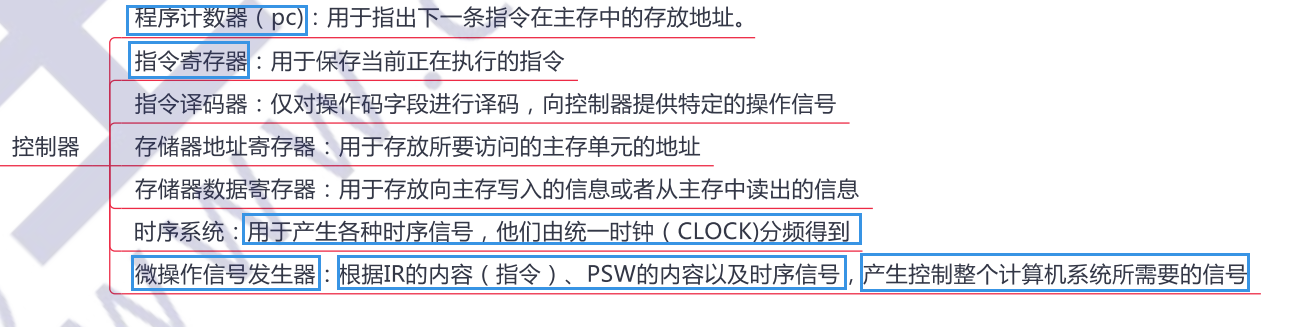 程序计数器（pc)：用于指出下一条指令在主存中的存放地址。
指令寄存器：用于保存当前正在执行的指令
指令译码器：仅对操作码字段进行译码，向控制器提供特定的操作信号
控制器
存储器地址寄存器：用于存放所要访问的主存单元的地址
存储器数据寄存器：用于存放向主存写入的信息或者从主存中读出的信息
时序系统：用于产生各种时序信号，他们由统一时钟（CLOCK)分频得到
微操作信号发生器：根据IR的内容（指令）、PSW的内容以及时序信号，产生控制整个计算机系统所需要的信号